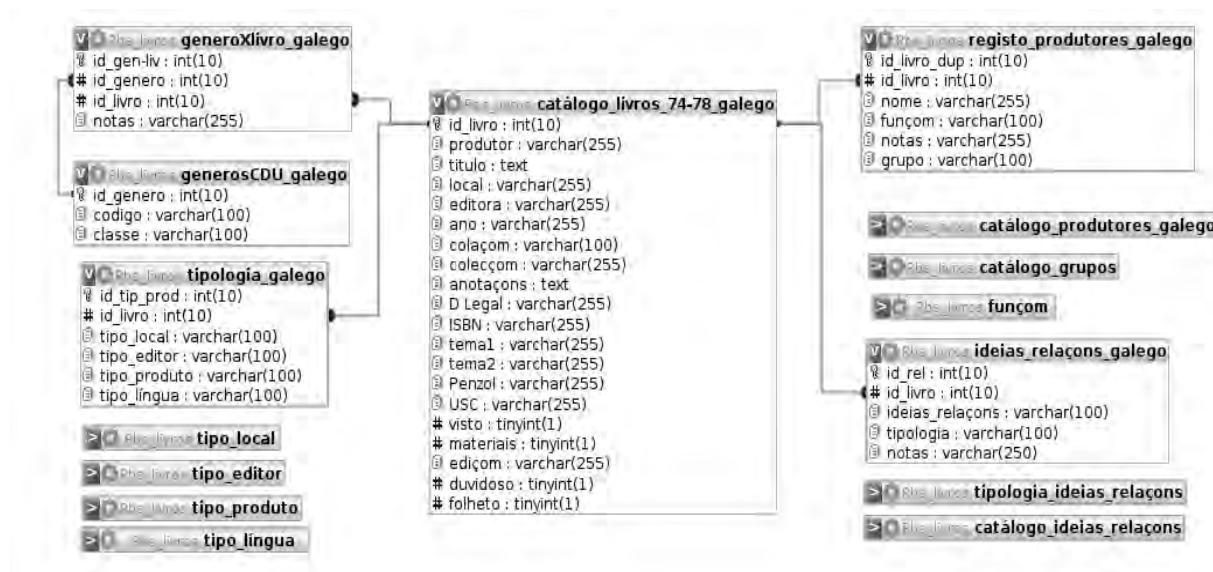 generoXlivro_galego
id_gen-liv : int(10)
id_genero : int(10)
id_livro : int(10)
notas : varchar(255)
generosCDU_galego
id_genero : int(10)
codigo : varchar(100)
classe : varchar(100)
tipologia_galego
id_tip_prod : int(10)
id_livro : int(10)
tipo_local : varchar(100)
tipo_editor : varchar(100)
tipo_produto : varchar(100)
tipo_língua : varchar(100)
tipo_local
tipo_editor
tipo_produto
tipo_língua
catálogo_livros_74-78_galego
id_livro : int(10)
produtor : varchar(255)
titulo : text
local : varchar(255)
editora : varchar(255)
ano : varchar(255)
colaçom : varchar(100)
colecçom : varchar(255)
anotaçons : text
D Legal : varchar(255)
ISBN : varchar(255)
tema1 : varchar(255)
tema2 : varchar(255)
Penzol : varchar(255)
USC : varchar(255)
# visto : tinyint(1)
# materiais : tinyint(1)
ediçom : varchar(255)
# duvidoso : tinyint(1)
# folheto : tinyint(1)
registo_produtores_galego
id_livro_dup : int(10)
# id_livro : int(10)
nome : varchar(255)
funçom : varchar(100)
notas : varchar(255)
grupo : varchar(100)
catálogo_produtores_galego
catálogo_grupos
funçom
ideias_relaçons_galego
id_rel : int(10)
# id_livro : int(10)
ideias_relaçons : varchar(100)
tipologia : varchar(100)
notas : varchar(250)
tipologia_ideias_relaçons
catálogo_ideias_relaçons